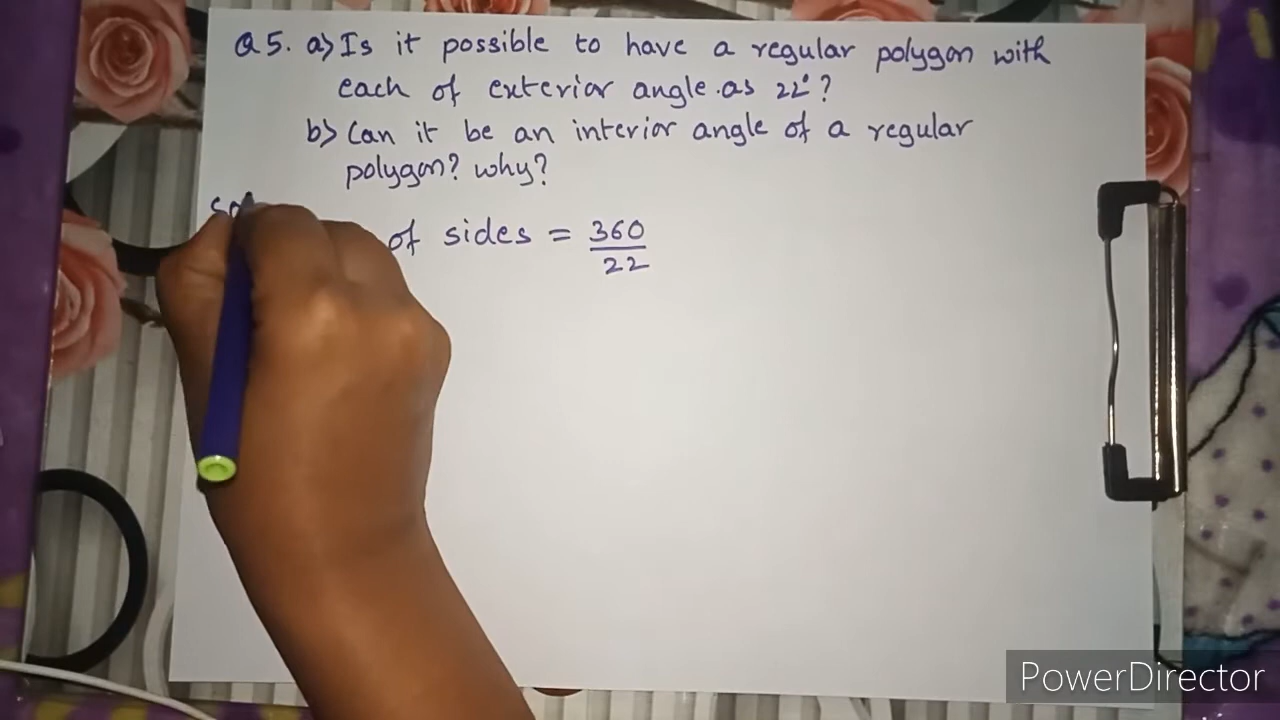 Q5. a) Is it possible to have a regular polygon with
each of exterior angle.as 22°?
b) Can it be an interior angle of a regular
polygon? why?
of sides = 360
22
PowerDirector